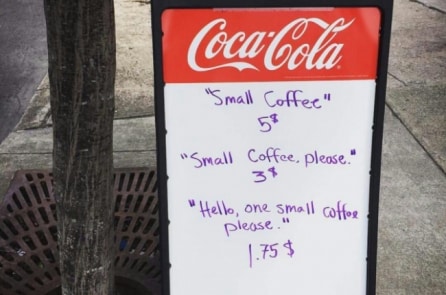 Coca-Cola
"Small Coffee"
5$
"Small Coffee, please."
3$
"Hello, one small coffee
please."
1.75 $